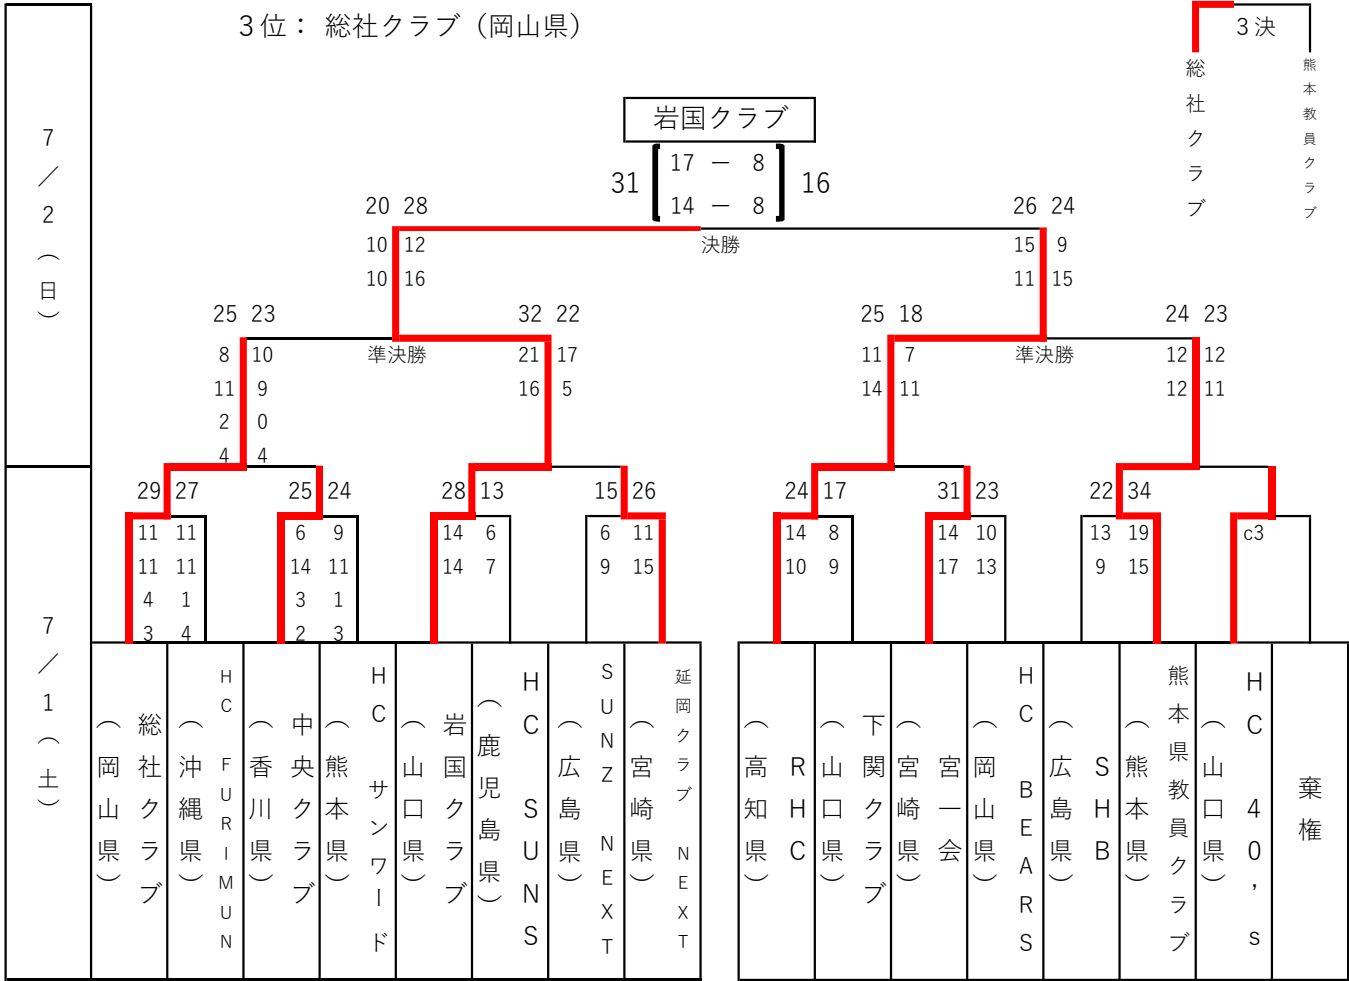 3位： 総社クラブ（岡山県）
3決
総社クラブ
熊本教員クラブ
岩国クラブ
31 17 － 8 16
14 － 8
7／2（日）
20 28 26 24
決勝
10 12 15 9
10 16 11 15
25 23 32 22 25 18 24 23
準決勝 準決勝
8 10 21 17 11 7 12 12
11 9 16 5 14 11 12 11
2 0
4 4
7／1（土）
29 27 25 24 28 13 15 26 24 17 31 23 22 34
11 11 6 9 14 6 6 11 14 8 14 10 13 19 c3
11 11 14 11 14 7 9 15 10 9 17 13 9 15
4 1 3 1
3 4 2 3
総社クラブ（岡山県）
HC FURIMUN（沖縄県）
中央クラブ（香川県）
HC サンワード（熊本県）
岩国クラブ（山口県）
HC SUNS（鹿児島県）
SUNZ NEXT（広島県）
延岡クラブ NEXT（宮崎県）
RHC（高知県）
下関クラブ（山口県）
宮一会（宮崎県）
HC BEARS（岡山県）
SHB（広島県）
熊本県教員クラブ（熊本県）
HC 40’s（山口県）
棄権